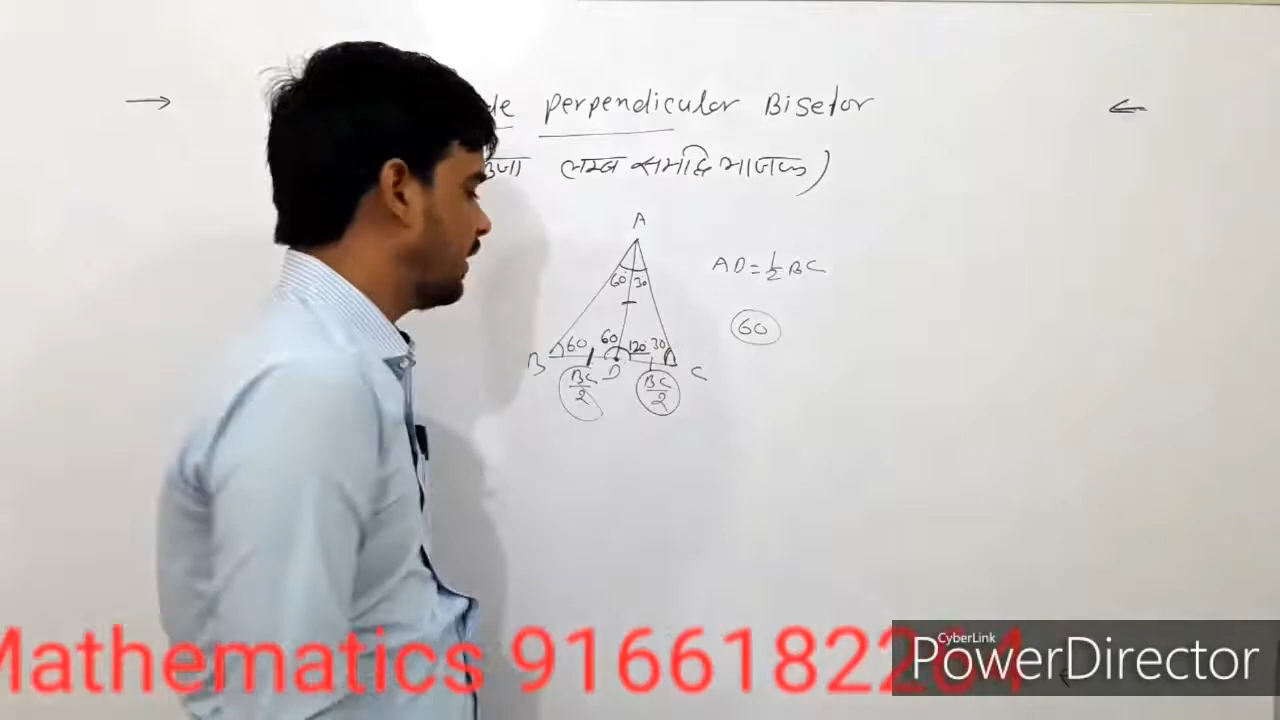 → perpendicular Bisetor ←
लम्ब समद्विभाजक)
A
60 30
AD = 1/2 BC
60
60 60 120 30
B D C
BC/2 BC/2
Mathematics 9166182264
CyberLink
PowerDirector